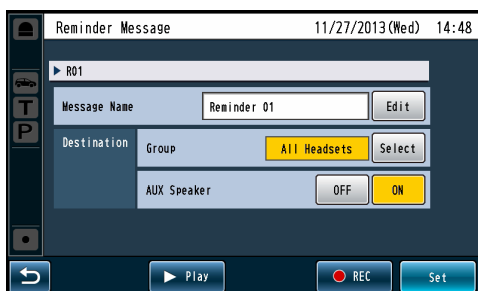 Reminder Message 11/27/2013(Wed) 14:48
R01
Message Name Reminder 01 Edit
T
P
Destination Group All Headsets Select
AUX Speaker OFF ON
Play REC Set